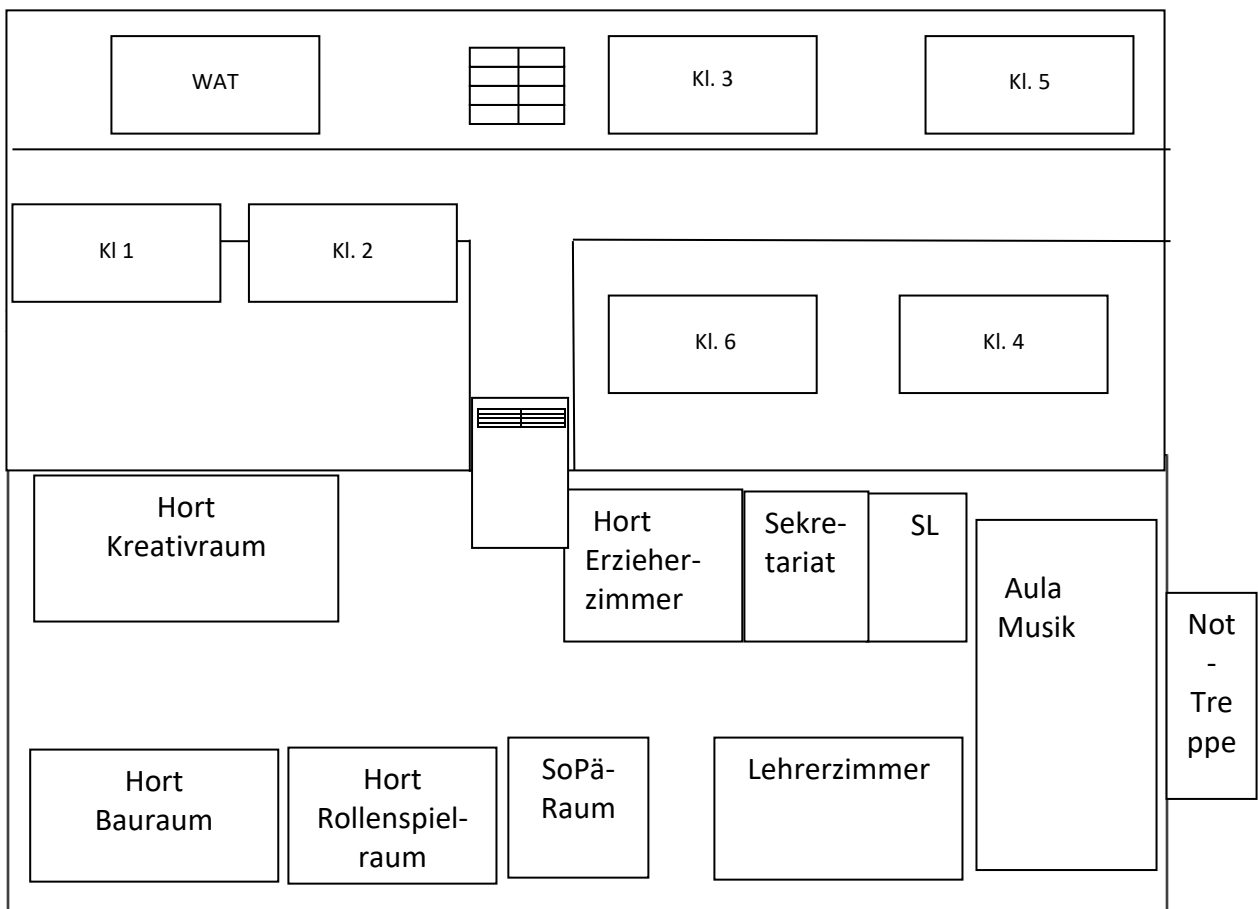 WAT
Kl. 3
Kl. 5
Kl 1
Kl. 2
Kl. 6
Kl. 4
Hort
Kreativraum
Hort
Erzieher-
zimmer
Sekre-
tariat
SL
Aula
Musik
Not
-
Tre
ppe
Hort
Bauraum
Hort
Rollenspiel-
raum
SoPä-
Raum
Lehrerzimmer